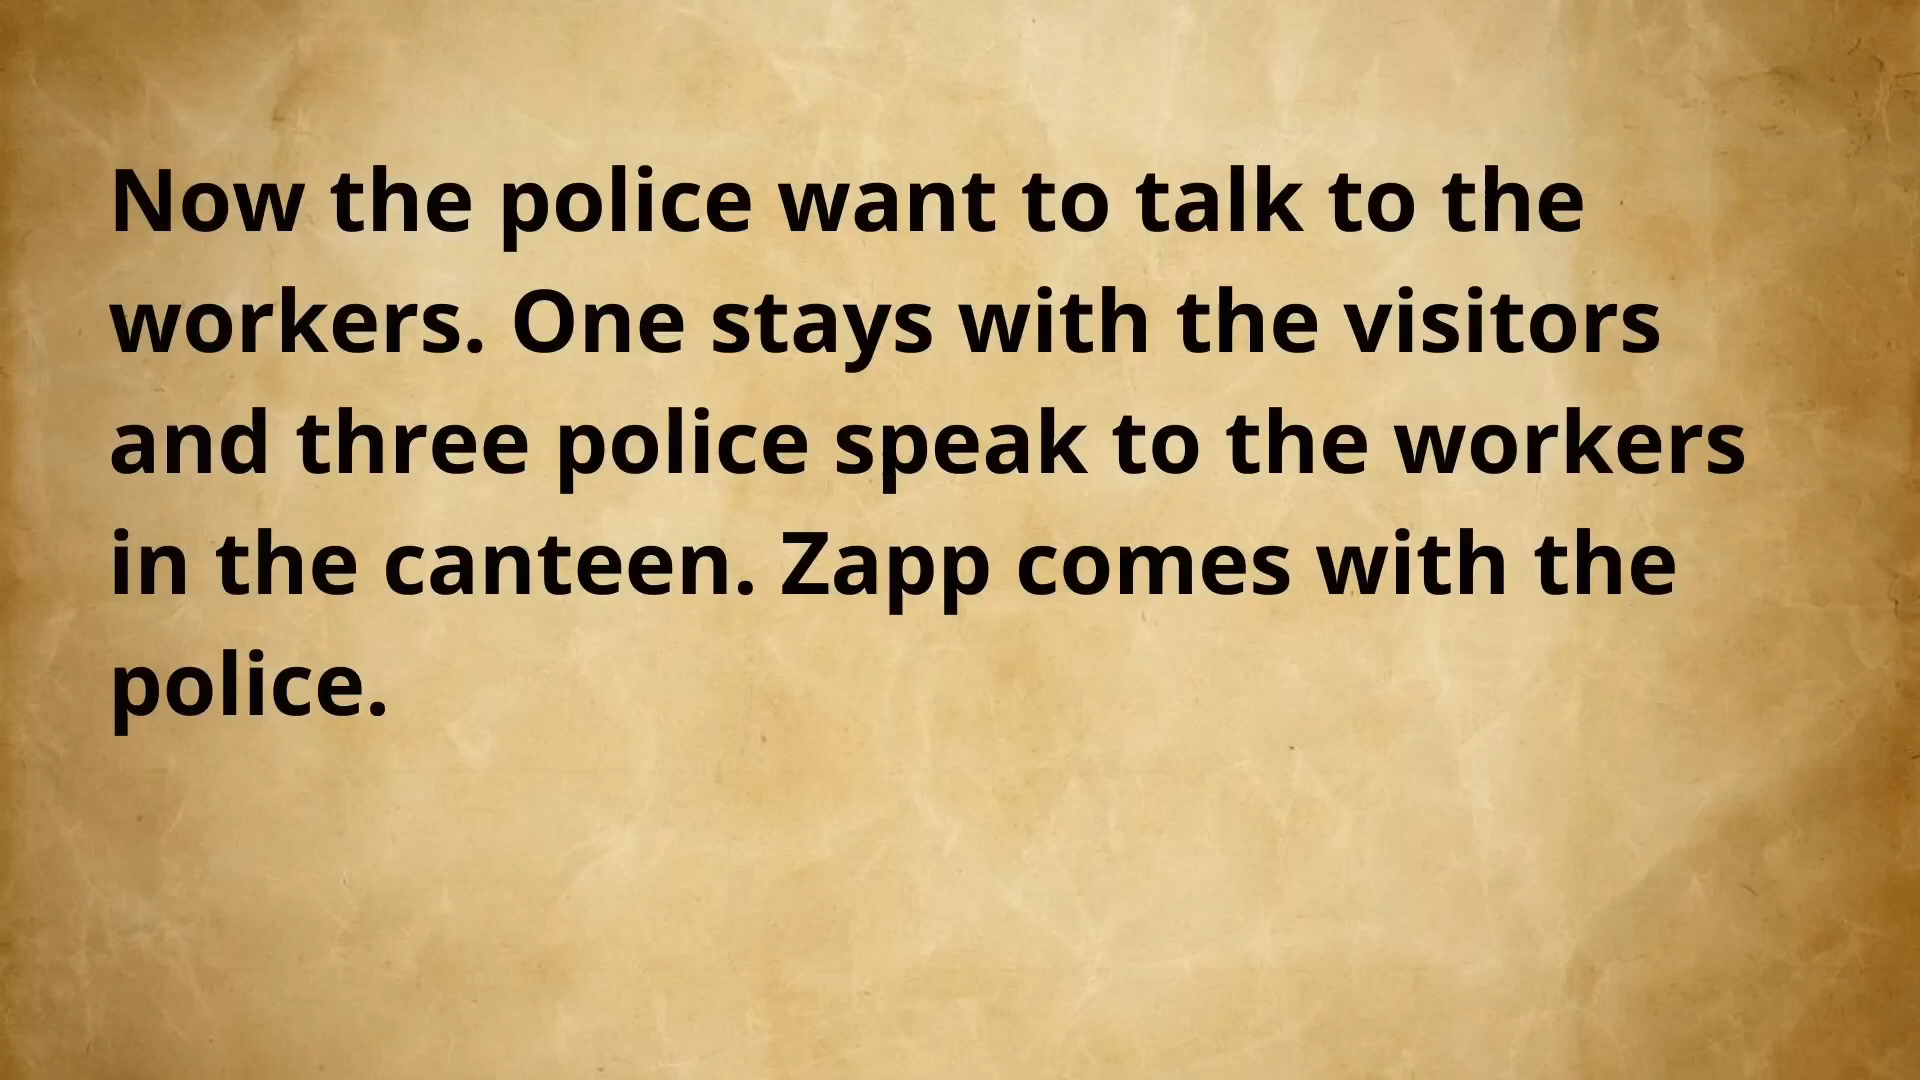 Now the police want to talk to the
workers. One stays with the visitors
and three police speak to the workers
in the canteen. Zapp comes with the
police.